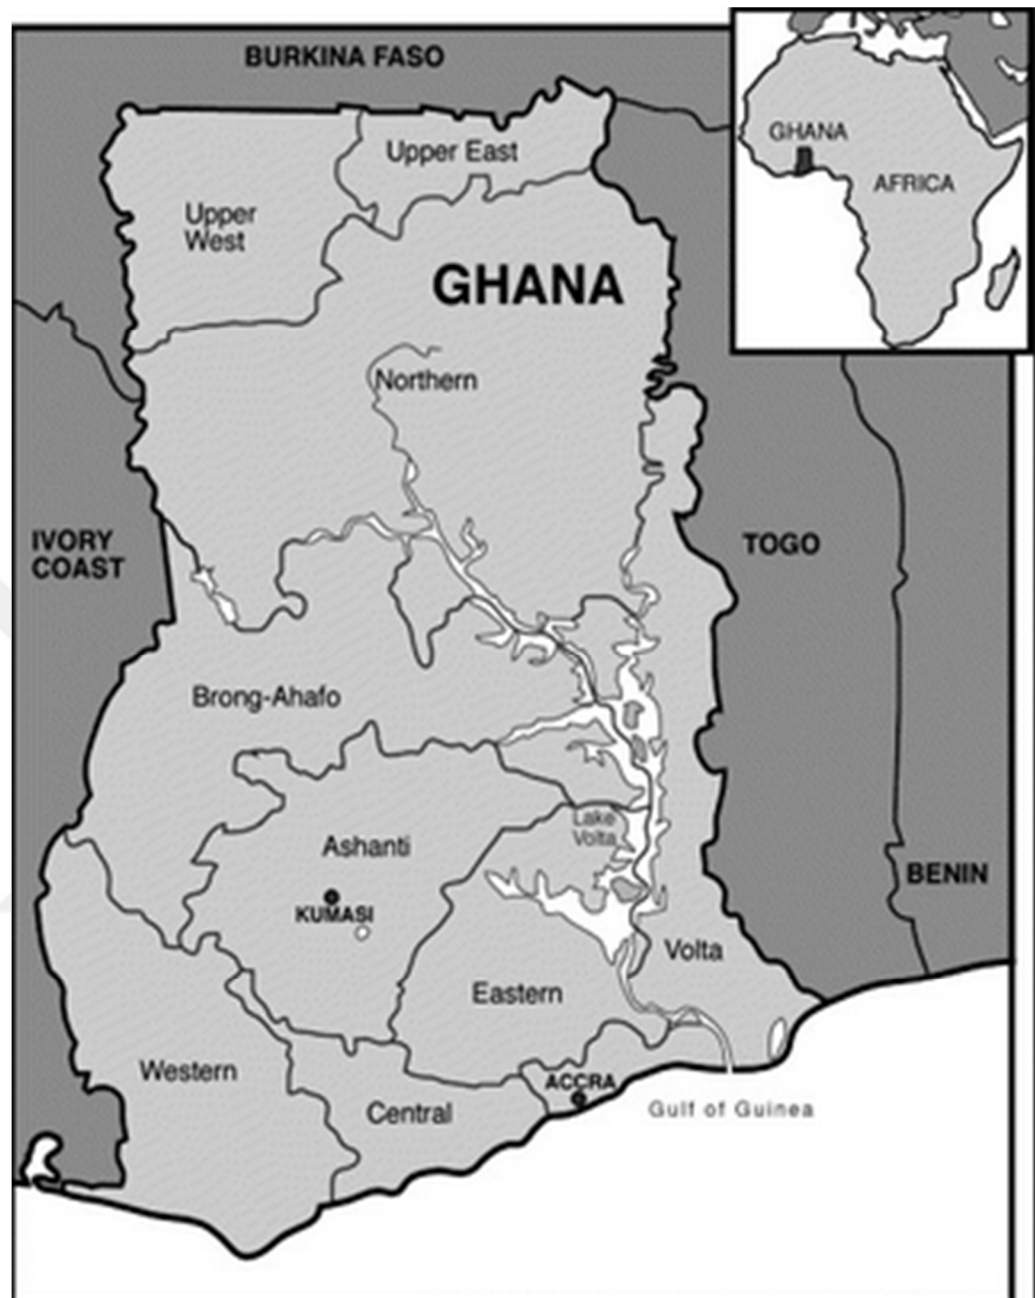 BURKINA FASO
GHANA
AFRICA
Upper East
Upper
West
GHANA
Northern
IVORY
COAST
TOGO
Brong-Ahafo
Lake
Volta
Ashanti
KUMASI
BENIN
Volta
Eastern
Western
ACCRA
Central
Gulf of Guinea